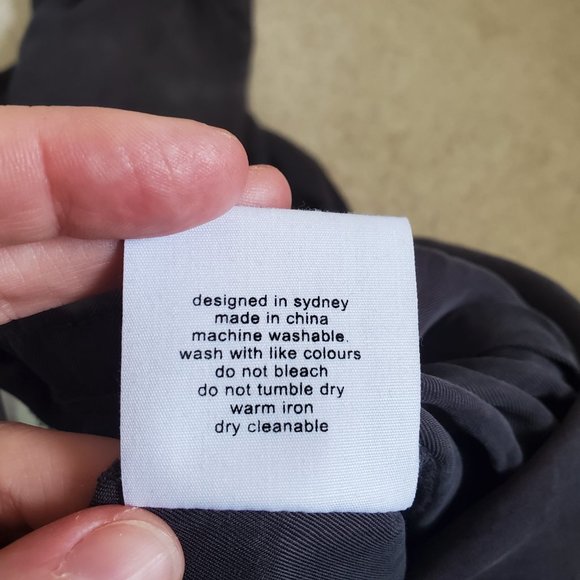 designed in sydney
made in china
machine washable.
wash with like colours
do not bleach
do not tumble dry
warm iron
dry cleanable